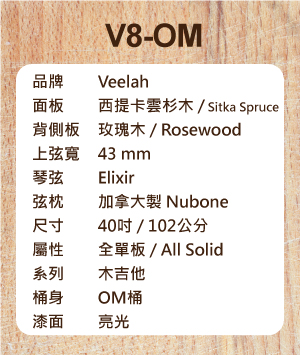 V8-OM
品牌 Veelah
面板 西提卡雲杉木 / Sitka Spruce
背側板 玫瑰木 / Rosewood
上弦寬 43 mm
琴弦 Elixir
弦枕 加拿大製 Nubone
尺寸 40吋 / 102公分
屬性 全單板 / All Solid
系列 木吉他
桶身 OM桶
漆面 亮光